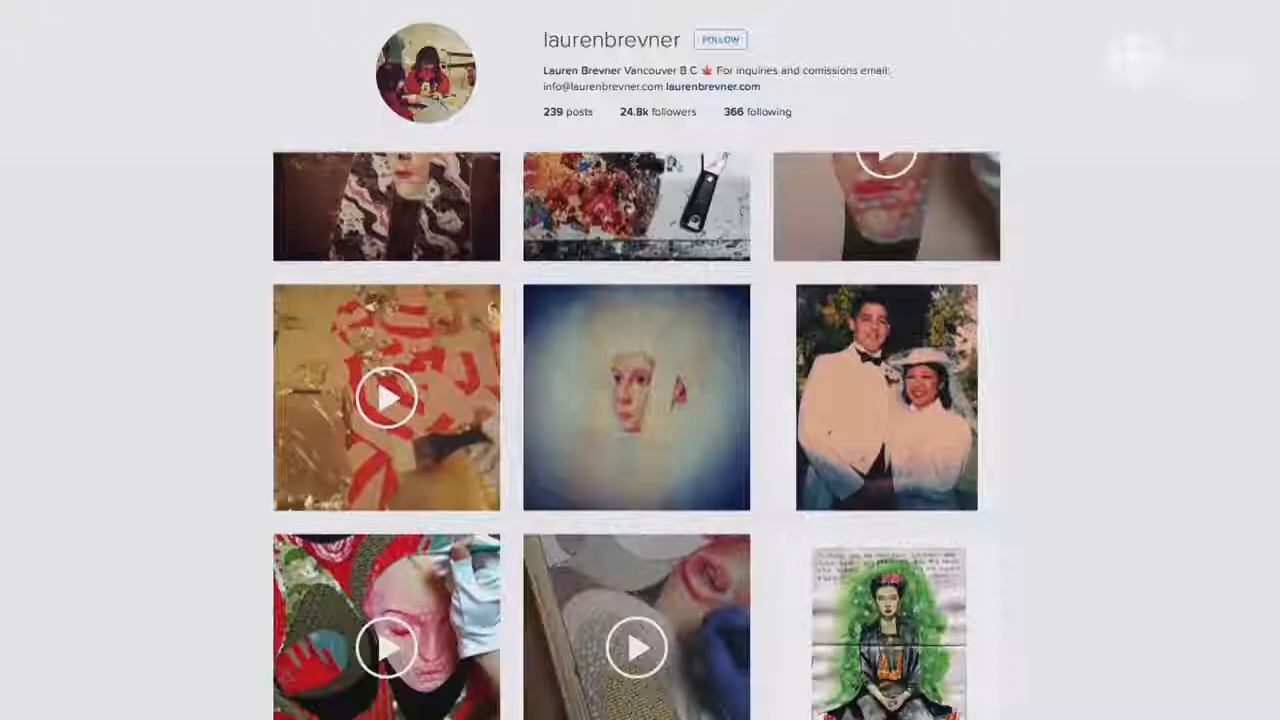 laurenbrevner FOLLOW
Lauren Brevner Vancouver B.C 🍁 For inquiries and comissions email:
info@laurenbrevner.com laurenbrevner.com
239 posts 24.8k followers 366 following